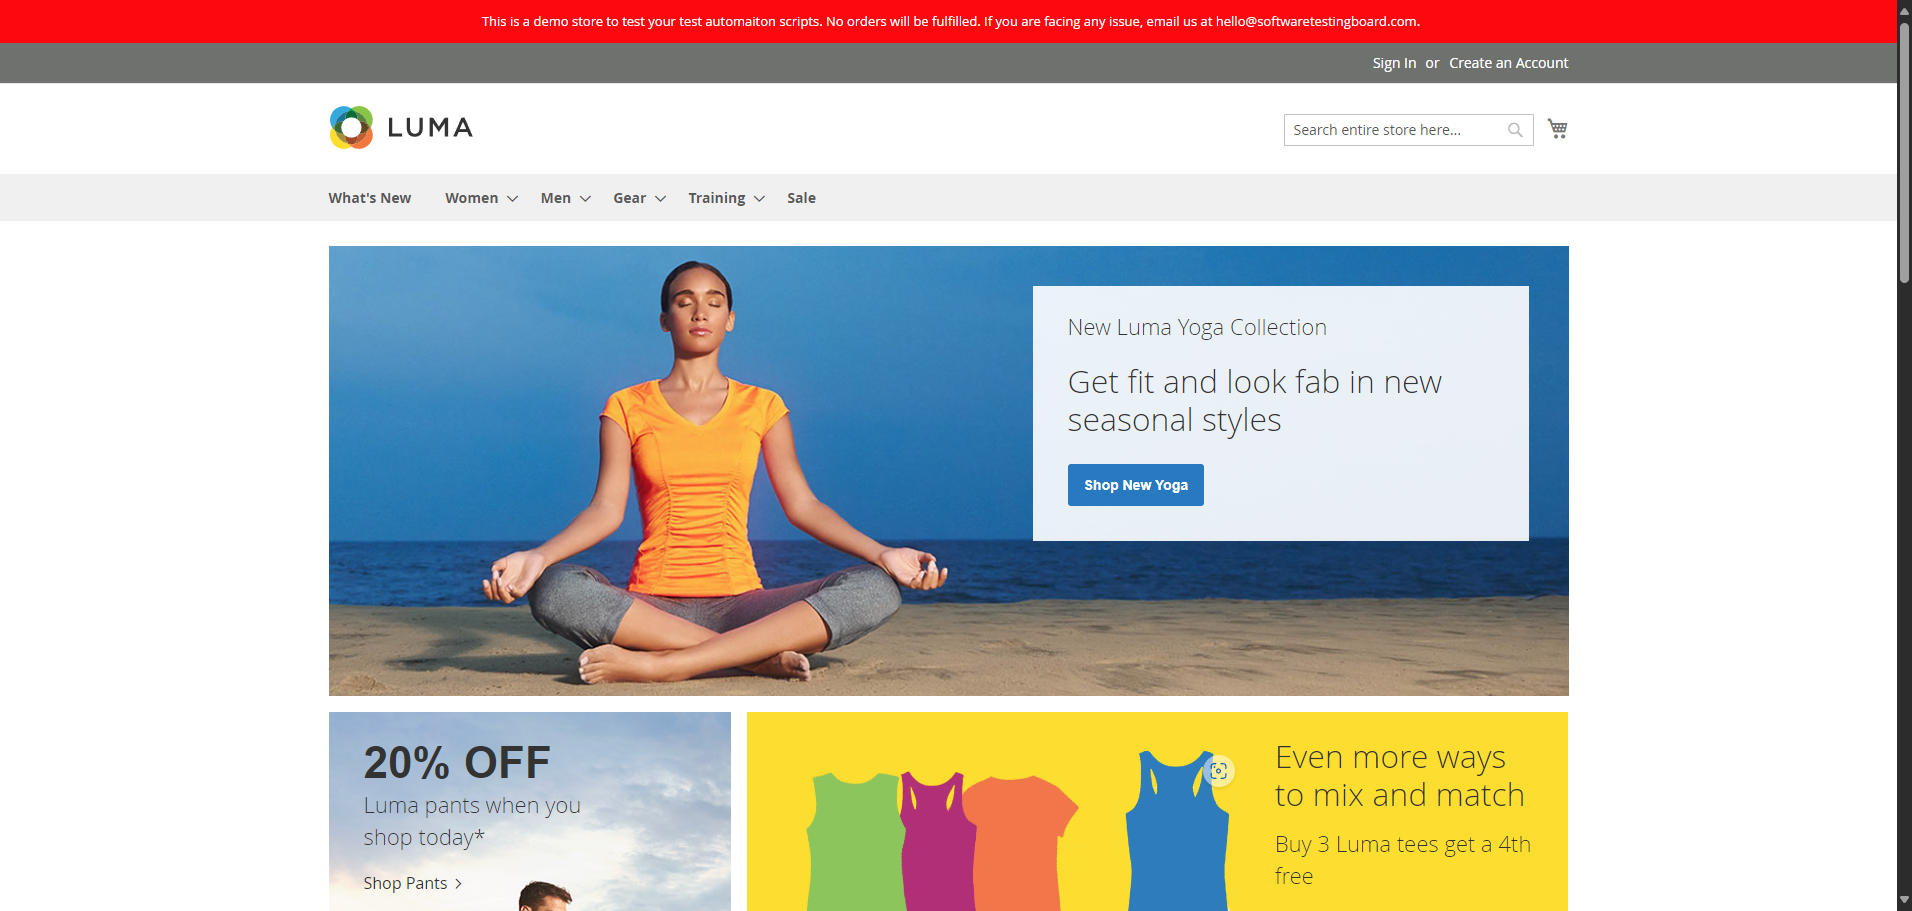 This is a demo store to test your test automaiton scripts. No orders will be fulfilled. If you are facing any issue, email us at hello@softwaretestingboard.com.
Sign In or Create an Account
LUMA
Search entire store here...
What's New Women Men Gear Training Sale
New Luma Yoga Collection
Get fit and look fab in new
seasonal styles
Shop New Yoga
20% OFF
Luma pants when you
shop today*
Shop Pants
Even more ways
to mix and match
Buy 3 Luma tees get a 4th
free